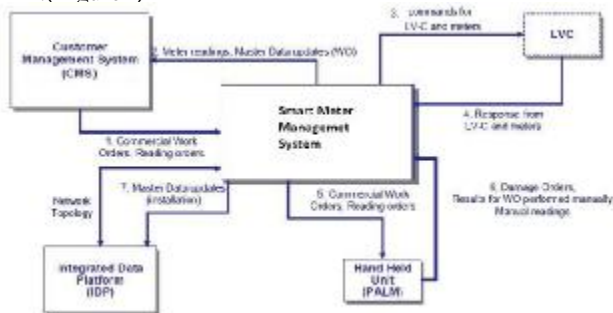 Customer
Management System
(CMS)
2. Meter readings, Master Data updates (WO)
3. commands for
LV-C and meters
LVC
Smart Meter
Managemet
System
4. Response from
LV-C and meters
1. Commercial Work
Orders, Reading orders
7. Master Data updates
(installation)
5. Commercial Work
Orders, Reading orders
6. Damage Orders,
Results for WO performed manually
Manual readings
Network
Topology
Integrated Data
Platform
(IDP)
Hand Held
Unit
(PALM)